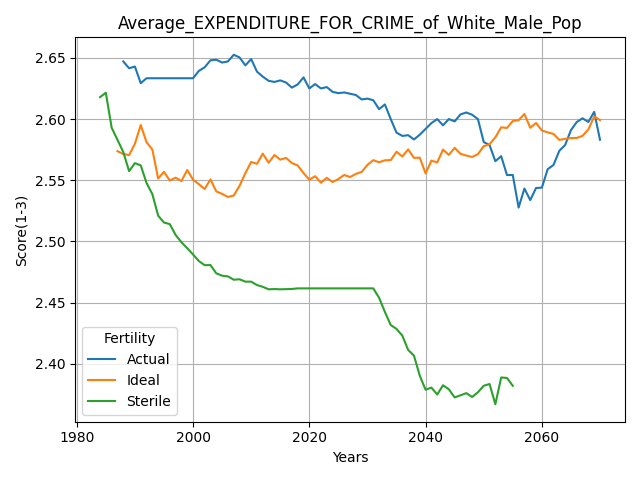 Average_EXPENDITURE_FOR_CRIME_of_White_Male_Pop
2.65
2.60
2.55
2.50
2.45
2.40
Score(1-3)
Fertility
Actual
Ideal
Sterile
1980
2000
2020
2040
2060
Years